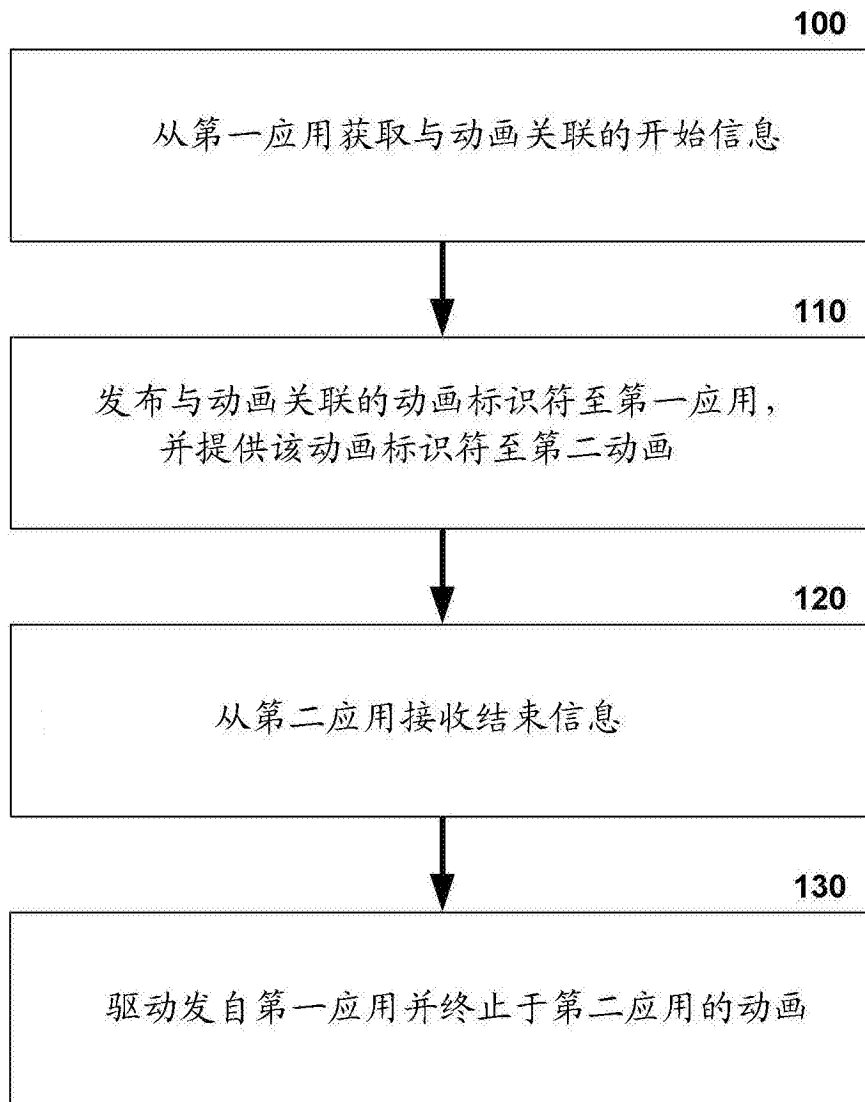 100
从第一应用获取与动画关联的开始信息
110
发布与动画关联的动画标识符至第一应用，
并提供该动画标识符至第二动画
120
从第二应用接收结束信息
130
驱动发自第一应用并终止于第二应用的动画